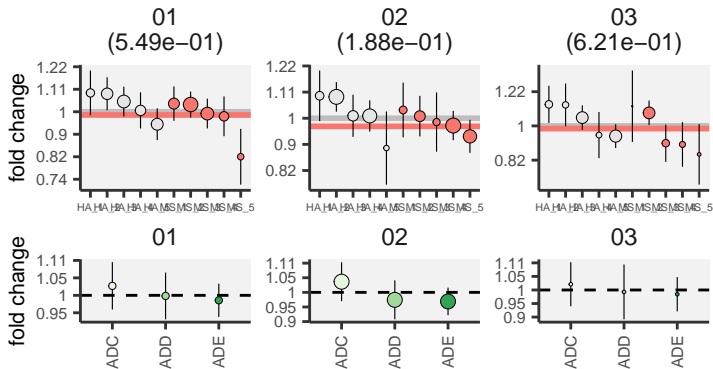 01
(5.49e−01)
02
(1.88e−01)
03
(6.21e−01)
fold change
1.22
1.11
1
0.9
0.82
0.74
1.22
1.11
1
0.9
0.82
1.22
1
0.82
01
02
03
fold change
1.11
1.05
1
0.95
1.11
1.05
1
0.95
0.9
1.11
1.05
1
0.95
0.9
ADC
ADD
ADE
ADC
ADD
ADE
ADC
ADD
ADE